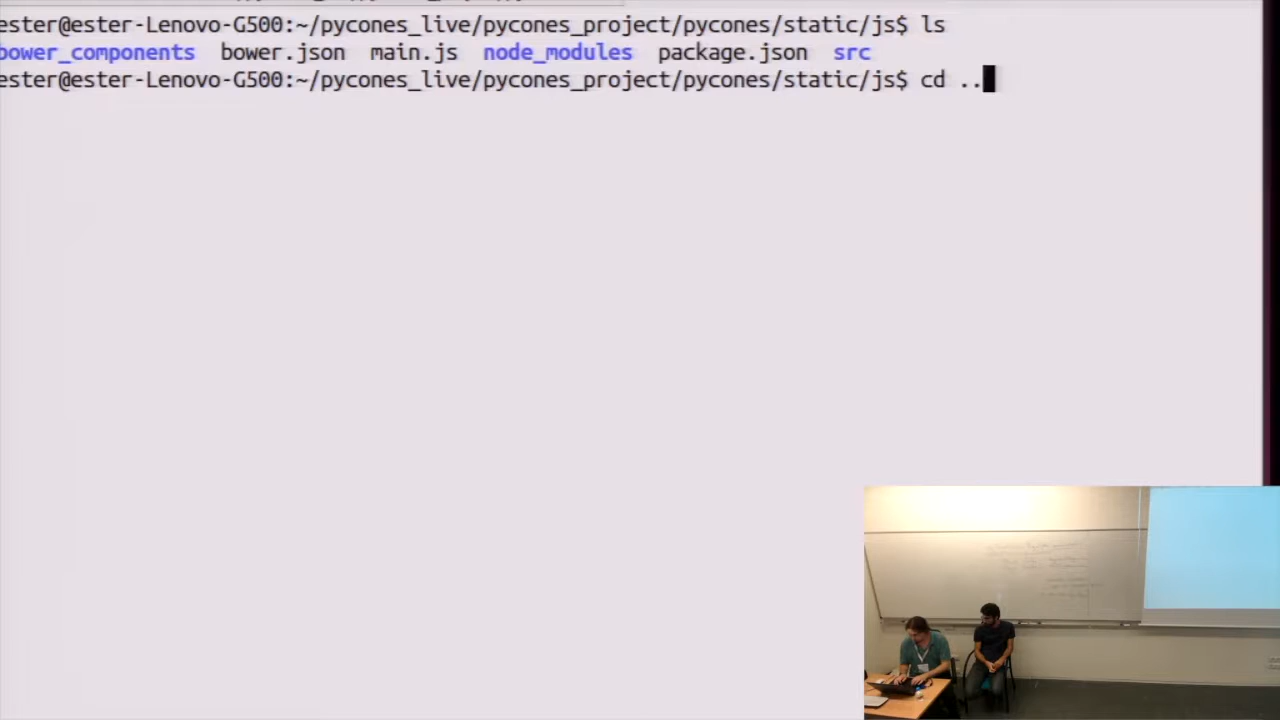 ester@ester-Lenovo-G500:~/pycones_live/pycones_project/pycones/static/js$ ls
bower_components bower.json main.js node_modules package.json src
ester@ester-Lenovo-G500:~/pycones_live/pycones_project/pycones/static/js$ cd ..